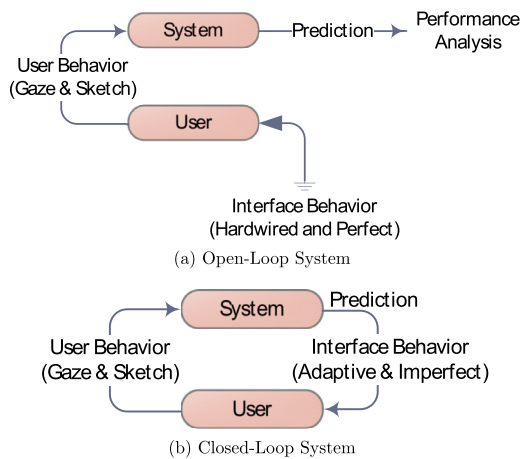 System
Prediction
Performance
Analysis
User Behavior
(Gaze & Sketch)
User
Interface Behavior
(Hardwired and Perfect)
(a) Open-Loop System
System
Prediction
User Behavior
(Gaze & Sketch)
Interface Behavior
(Adaptive & Imperfect)
User
(b) Closed-Loop System